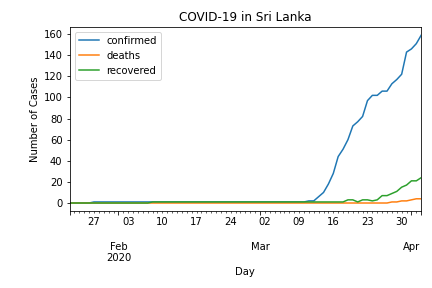 COVID-19 in Sri Lanka
confirmed
deaths
recovered
Number of Cases
160
140
120
100
80
60
40
20
0
27 03 10 17 24 02 09 16 23 30
Feb Mar Apr
2020
Day